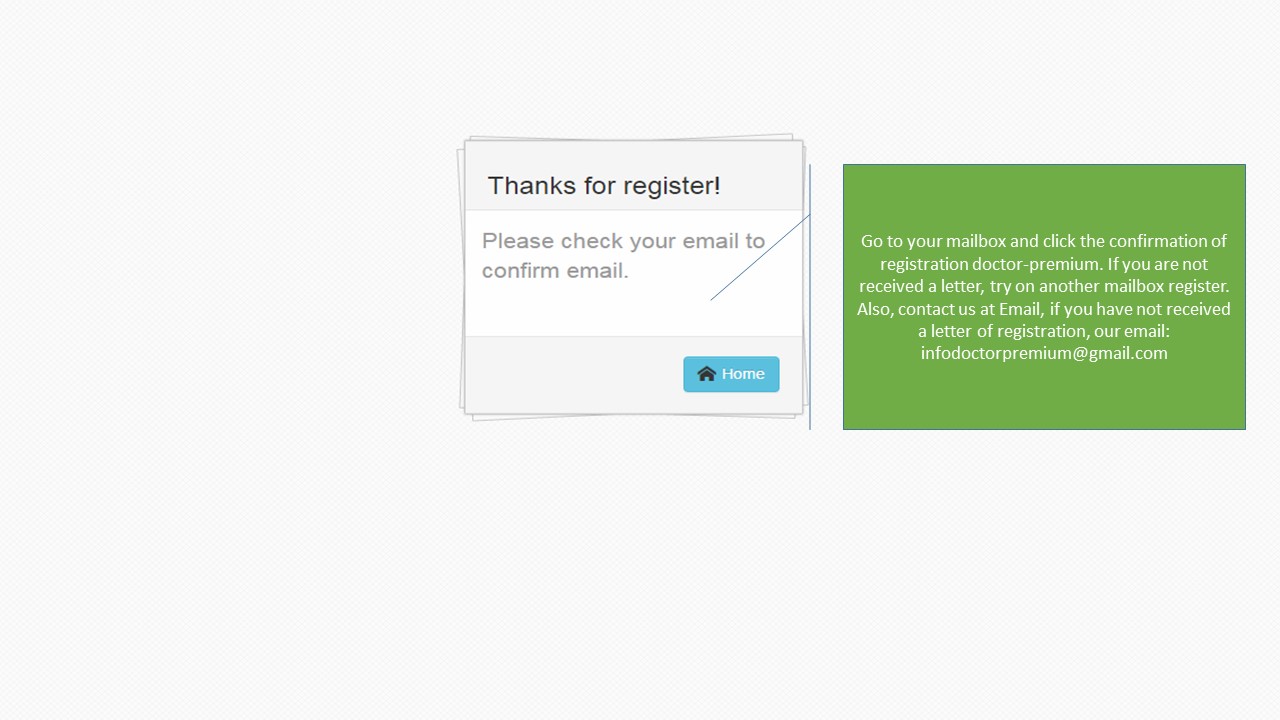 Thanks for register!
Please check your email to
confirm email.
Home
Go to your mailbox and click the confirmation of
registration doctor-premium. If you are not
received a letter, try on another mailbox register.
Also, contact us at Email, if you have not received
a letter of registration, our email:
infodoctorpremium@gmail.com